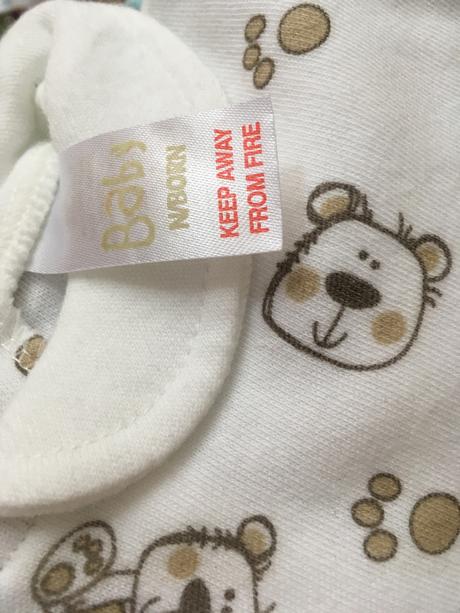 Baby
N/BORN
KEEP AWAY
FROM FIRE